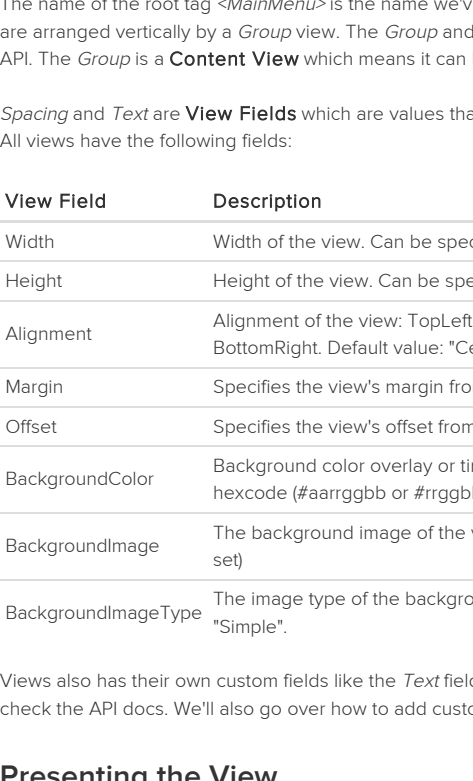 The name of the root tag <MainMenu> is the name we'v
are arranged vertically by a Group view. The Group and
API. The Group is a Content View which means it can
Spacing and Text are View Fields which are values tha
All views have the following fields:
View Field Description
Width Width of the view. Can be spec
Height Height of the view. Can be spe
Alignment Alignment of the view: TopLeft
BottomRight. Default value: "Ce
Margin Specifies the view's margin fro
Offset Specifies the view's offset from
BackgroundColor Background color overlay or ti
hexcode (#aarrggbb or #rrggb
BackgroundImage The background image of the
set)
BackgroundImageType The image type of the backgro
"Simple".
Views also has their own custom fields like the Text field
check the API docs. We'll also go over how to add custo
Presenting the View